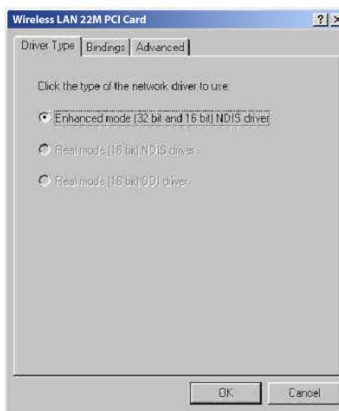 Wireless LAN 22M PCI Card
Driver Type Bindings Advanced
Click the type of the network driver to use:
Enhanced mode (32 bit and 16 bit) NDIS driver
Real mode (16 bit) NDIS driver
Real mode (16 bit) ODI driver
OK Cancel